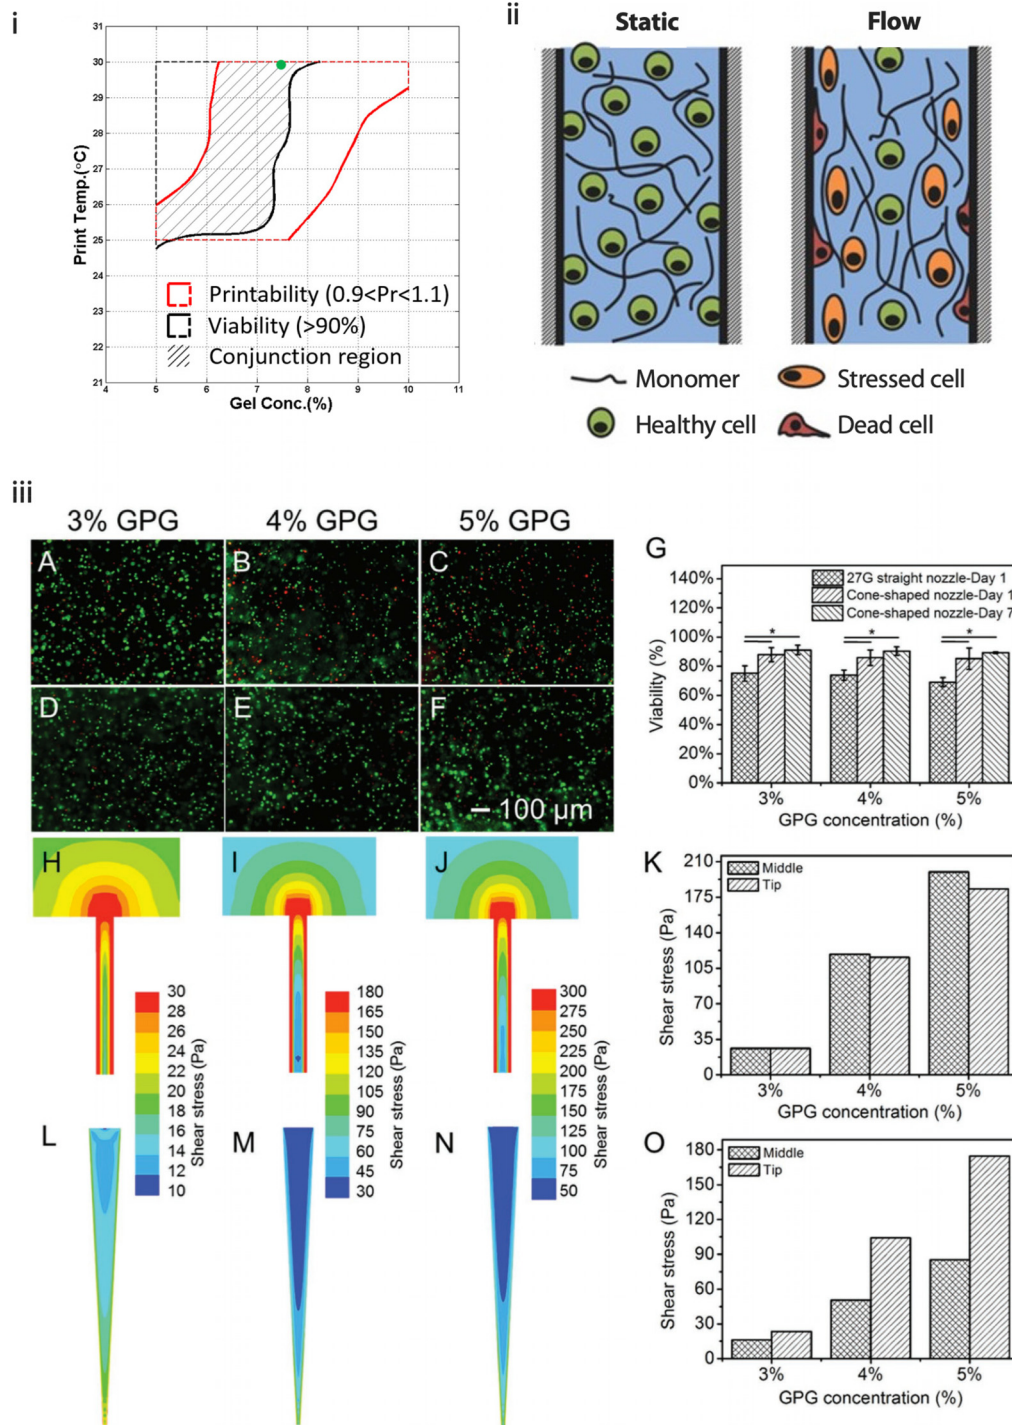 i
31
30
29
28
27
26
25
24
23
22
21
4 5 6 7 8 9 10 11
Print Temp.(°C)
Gel Conc.(%)
Printability (0.9<Pr<1.1)
Viability (>90%)
Conjunction region
ii
Static Flow
Monomer Stressed cell
Healthy cell Dead cell
iii
3% GPG 4% GPG 5% GPG
A B C
D E F
100 µm
G
140%
120%
100%
80%
60%
40%
20%
0%
Viability (%)
27G straight nozzle-Day 1
Cone-shaped nozzle-Day 1
Cone-shaped nozzle-Day 7
* * *
3% 4% 5%
GPG concentration (%)
H I J
30 180 300
28 165 275
26 150 250
24 135 225
22 120 200
20 105 175
18 90 150
16 75 125
14 60 100
12 45 75
10 30 50
Shear stress (Pa) Shear stress (Pa) Shear stress (Pa)
K
210
175
140
105
70
35
0
Shear stress (Pa)
Middle
Tip
3% 4% 5%
GPG concentration (%)
L M N
O
180
150
120
90
60
30
0
Shear stress (Pa)
Middle
Tip
3% 4% 5%
GPG concentration (%)